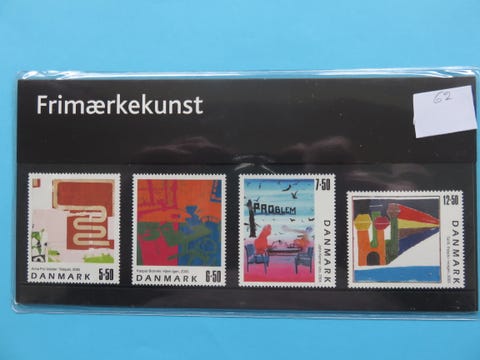 Frimærkekunst
62
DANMARK
5·50
DANMARK
6·50
7·50
PROBLEM
DANMARK
12·50
DANMARK